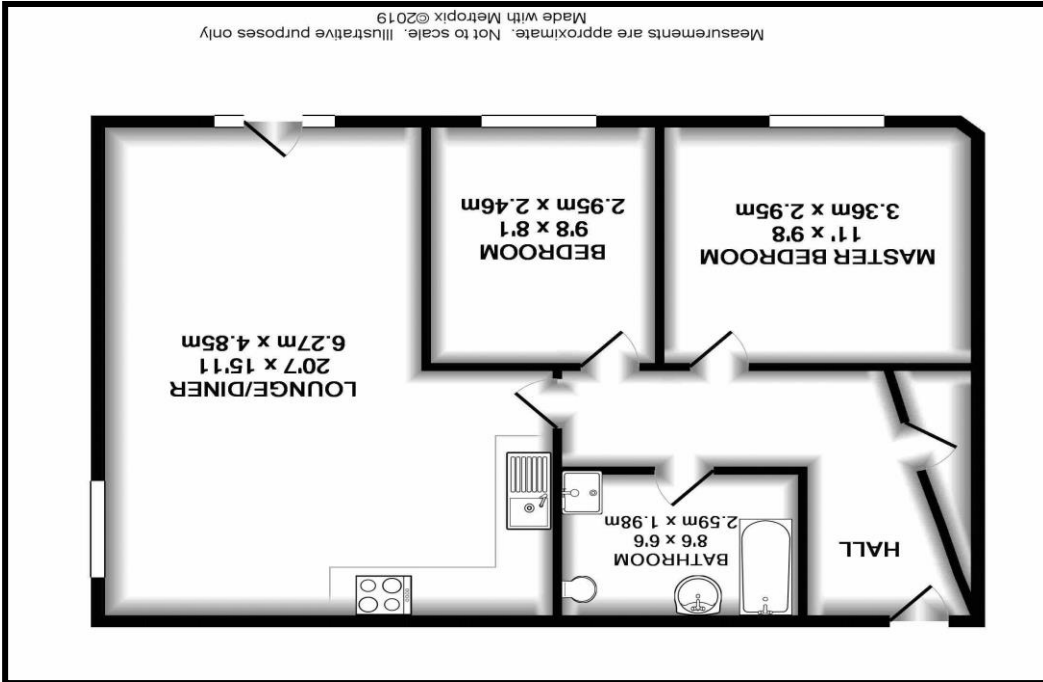 HALL
BATHROOM
8'6 x 6'6
2.59m x 1.98m
LOUNGE/DINER
20'7 x 15'11
6.27m x 4.85m
MASTER BEDROOM
11' x 9'8
3.36m x 2.95m
BEDROOM
9'8 x 8'1
2.95m x 2.46m
Measurements are approximate. Not to scale. Illustrative purposes only
Made with Metropix ©2019